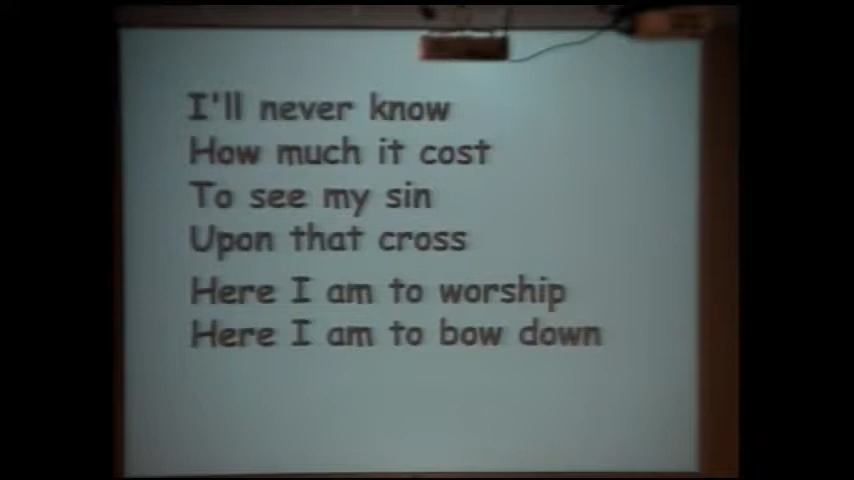 I'll never know
How much it cost
To see my sin
Upon that cross
Here I am to worship
Here I am to bow down